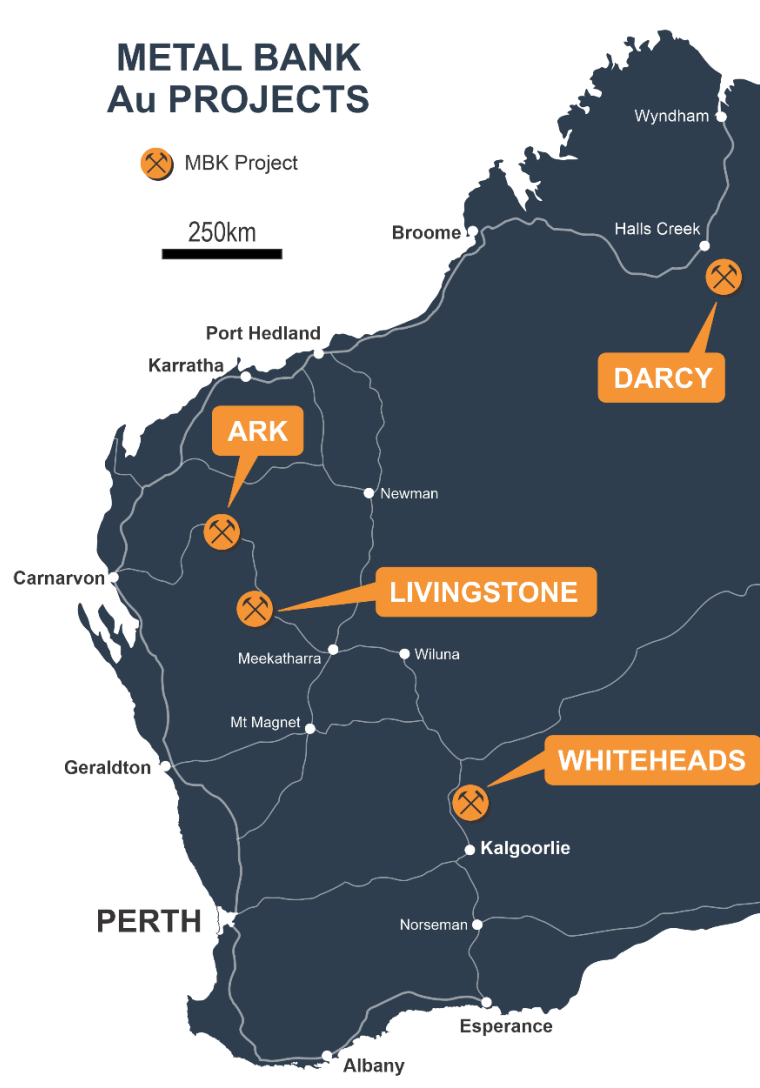 METAL BANK
Au PROJECTS
MBK Project
250km
Wyndham
Broome
Halls Creek
DARCY
Port Hedland
Karratha
ARK
Newman
Carnarvon
LIVINGSTONE
Meekatharra
Wiluna
Mt Magnet
Geraldton
WHITEHEADS
Kalgoorlie
PERTH
Norseman
Esperance
Albany